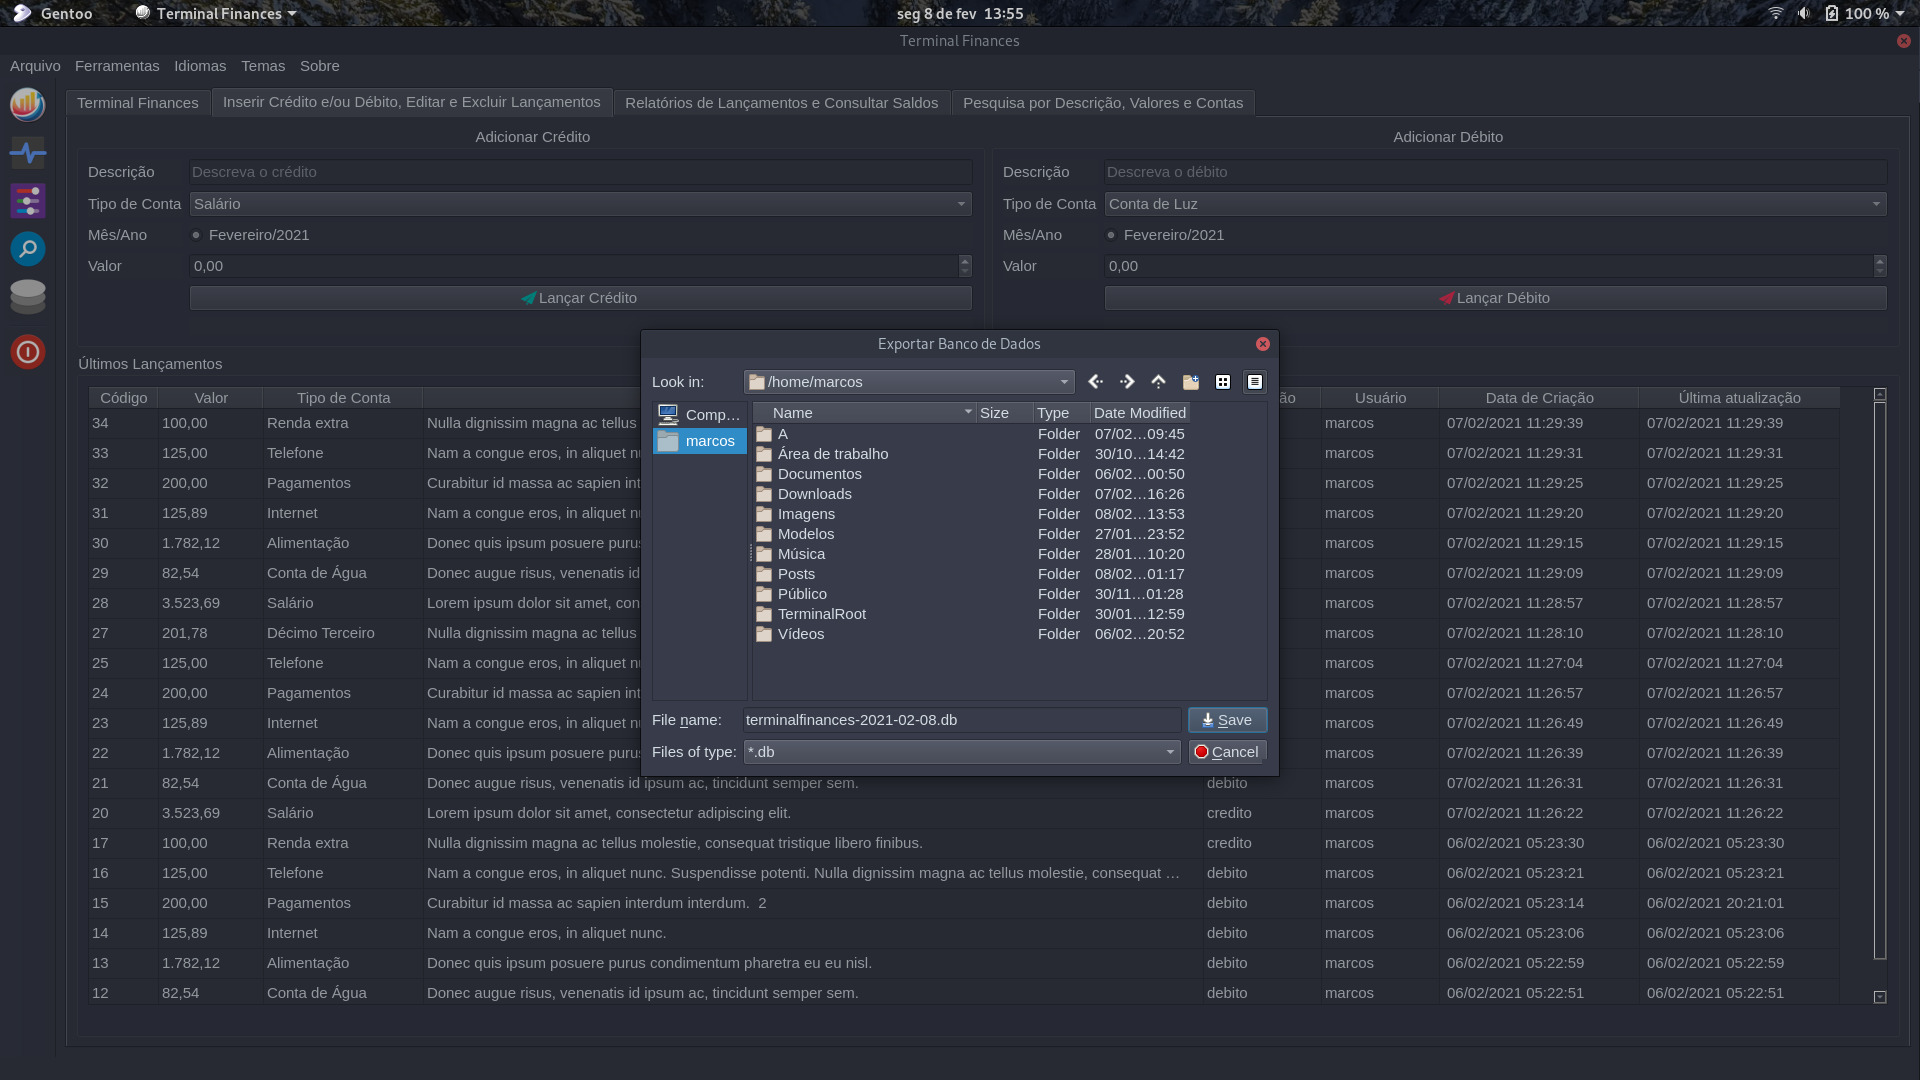 Gentoo Terminal Finances seg 8 de fev 13:55 100 %
Terminal Finances
Arquivo Ferramentas Idiomas Temas Sobre
Terminal Finances Inserir Crédito e/ou Débito, Editar e Excluir Lançamentos Relatórios de Lançamentos e Consultar Saldos Pesquisa por Descrição, Valores e Contas
Adicionar Crédito Adicionar Débito
Descrição Descreva o crédito Descrição Descreva o débito
Tipo de Conta Salário Tipo de Conta Conta de Luz
Mês/Ano Fevereiro/2021 Mês/Ano Fevereiro/2021
Valor 0,00 Valor 0,00
Lançar Crédito Lançar Débito
Últimos Lançamentos
Código Valor Tipo de Conta ão Usuário Data de Criação Última atualização
34 100,00 Renda extra Nulla dignissim magna ac tellus marcos 07/02/2021 11:29:39 07/02/2021 11:29:39
33 125,00 Telefone Nam a congue eros, in aliquet nu marcos 07/02/2021 11:29:31 07/02/2021 11:29:31
32 200,00 Pagamentos Curabitur id massa ac sapien int marcos 07/02/2021 11:29:25 07/02/2021 11:29:25
31 125,89 Internet Nam a congue eros, in aliquet nu marcos 07/02/2021 11:29:20 07/02/2021 11:29:20
30 1.782,12 Alimentação Donec quis ipsum posuere purus marcos 07/02/2021 11:29:15 07/02/2021 11:29:15
29 82,54 Conta de Água Donec augue risus, venenatis id marcos 07/02/2021 11:29:09 07/02/2021 11:29:09
28 3.523,69 Salário Lorem ipsum dolor sit amet, con marcos 07/02/2021 11:28:57 07/02/2021 11:28:57
27 201,78 Décimo Terceiro Nulla dignissim magna ac tellus marcos 07/02/2021 11:28:10 07/02/2021 11:28:10
25 125,00 Telefone Nam a congue eros, in aliquet nu marcos 07/02/2021 11:27:04 07/02/2021 11:27:04
24 200,00 Pagamentos Curabitur id massa ac sapien int marcos 07/02/2021 11:26:57 07/02/2021 11:26:57
23 125,89 Internet Nam a congue eros, in aliquet nu marcos 07/02/2021 11:26:49 07/02/2021 11:26:49
22 1.782,12 Alimentação Donec quis ipsum posuere purus marcos 07/02/2021 11:26:39 07/02/2021 11:26:39
21 82,54 Conta de Água Donec augue risus, venenatis id ipsum ac, tincidunt semper sem. debito marcos 07/02/2021 11:26:31 07/02/2021 11:26:31
20 3.523,69 Salário Lorem ipsum dolor sit amet, consectetur adipiscing elit. credito marcos 07/02/2021 11:26:22 07/02/2021 11:26:22
17 100,00 Renda extra Nulla dignissim magna ac tellus molestie, consequat tristique libero finibus. credito marcos 06/02/2021 05:23:30 06/02/2021 05:23:30
16 125,00 Telefone Nam a congue eros, in aliquet nunc. Suspendisse potenti. Nulla dignissim magna ac tellus molestie, consequat … debito marcos 06/02/2021 05:23:21 06/02/2021 05:23:21
15 200,00 Pagamentos Curabitur id massa ac sapien interdum interdum. 2 debito marcos 06/02/2021 05:23:14 06/02/2021 20:21:01
14 125,89 Internet Nam a congue eros, in aliquet nunc. debito marcos 06/02/2021 05:23:06 06/02/2021 05:23:06
13 1.782,12 Alimentação Donec quis ipsum posuere purus condimentum pharetra eu eu nisl. debito marcos 06/02/2021 05:22:59 06/02/2021 05:22:59
12 82,54 Conta de Água Donec augue risus, venenatis id ipsum ac, tincidunt semper sem. debito marcos 06/02/2021 05:22:51 06/02/2021 05:22:51
Exportar Banco de Dados
Look in: /home/marcos
Comp…
marcos
Name Size Type Date Modified
A Folder 07/02…09:45
Área de trabalho Folder 30/10…14:42
Documentos Folder 06/02…00:50
Downloads Folder 07/02…16:26
Imagens Folder 08/02…13:53
Modelos Folder 27/01…23:52
Música Folder 28/01…10:20
Posts Folder 08/02…01:17
Público Folder 30/11…01:28
TerminalRoot Folder 30/01…12:59
Vídeos Folder 06/02…20:52
File name: terminalfinances-2021-02-08.db Save
Files of type: *.db Cancel